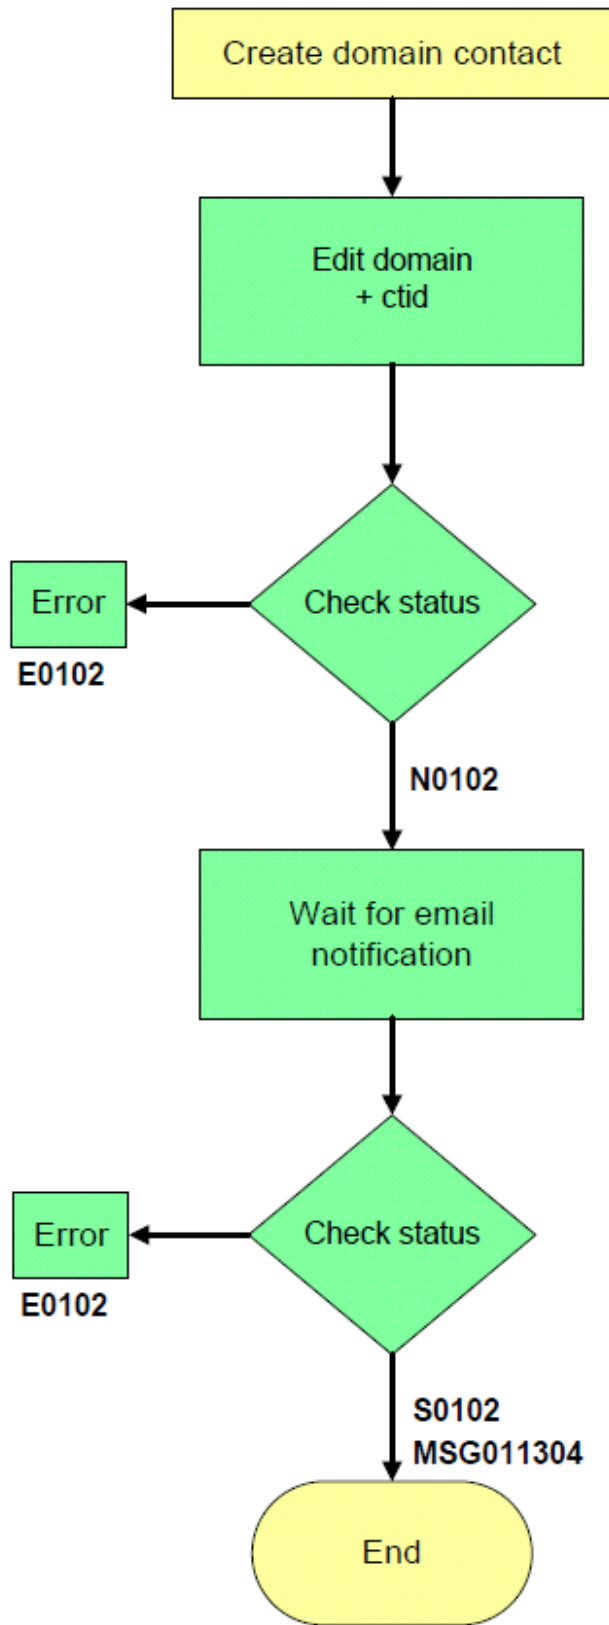 Create domain contact
Edit domain
+ ctid
Check status
Error
E0102
N0102
Wait for email
notification
Check status
Error
E0102
S0102
MSG011304
End